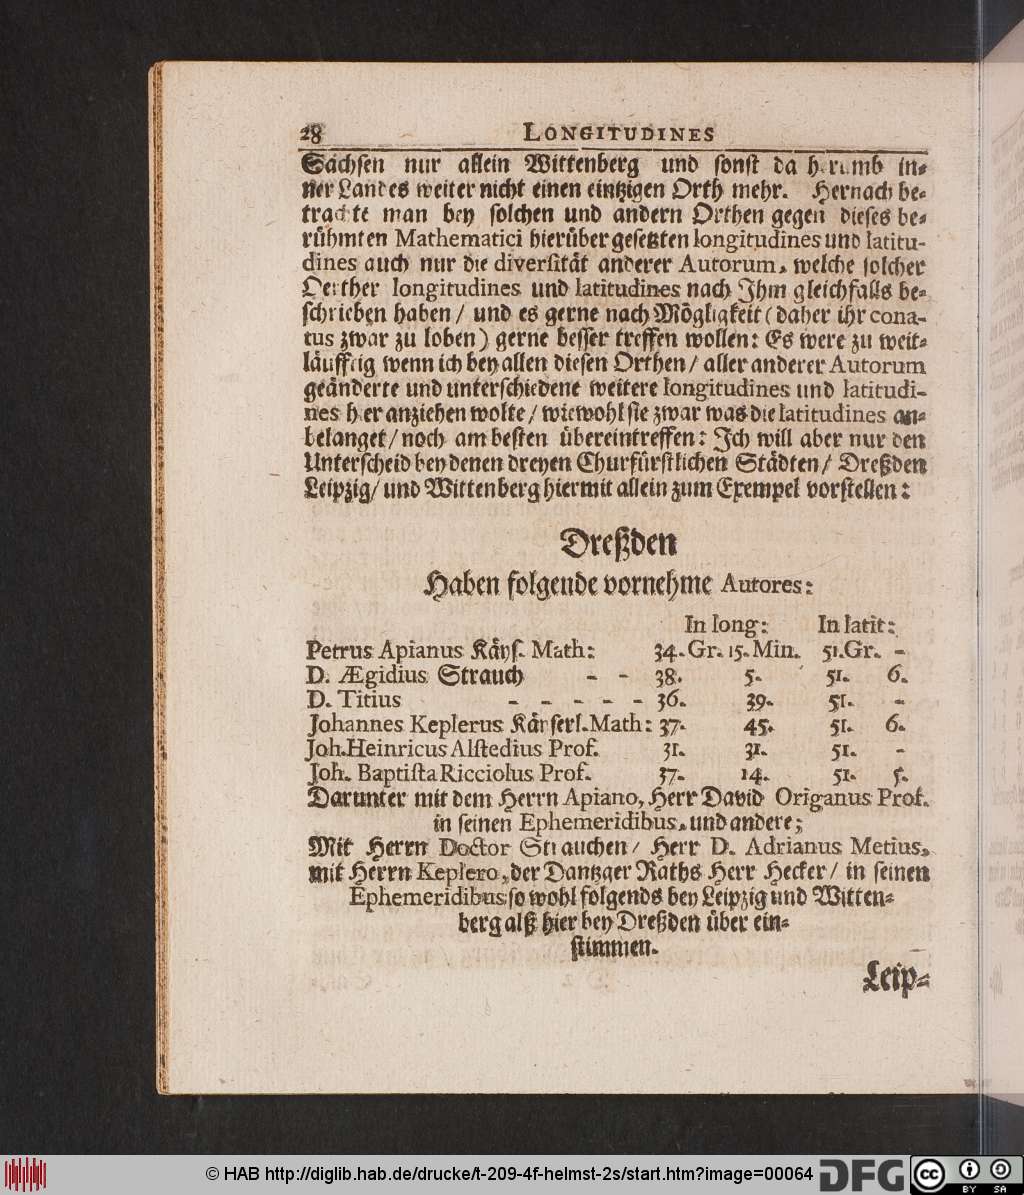 28 LONGITUDINES
Sachsen nur allein Wittenberg und sonst da herumb in-
ner Landes weiter nicht einen eintzigen Orth mehr. Hernach be-
trachte man bey solchen und andern Orthen gegen dieses be-
rühmten Mathematici hierüber gesetzten longitudines und latitu-
dines auch nur die diversität anderer Autorum, welche solcher
Oerther longitudines und latitudines nach Ihm gleichfalls be-
schrieben haben / und es gerne nach Mögligkeit (daher ihr cona-
tus zwar zu loben) gerne besser treffen wollen: Es were zu weit-
läufftig wenn ich bey allen diesen Orthen / aller anderer Autorum
geänderte und unterschiedene weitere longitudines und latitudi-
nes hier anziehen wolte / wiewohl sie zwar was die latitudines an-
belanget / noch am besten übereintreffen: Ich will aber nur den
Unterscheid bey denen dreyen Churfürstlichen Städten / Dreßden
Leipzig / und Wittenberg hiermit allein zum Exempel vorstellen:
Dreßden
Haben folgende vornehme Autores:
In long: In latit:
Petrus Apianus Käys. Math: 34. Gr. 15. Min. 51. Gr. -
D. Ægidius Strauch - - 38. 5. 51. 6.
D. Titius - - - - - 36. 39. 51. -
Johannes Keplerus Käyserl. Math: 37. 45. 51. 6.
Joh. Heinricus Alstedius Prof. 31. 31. 51. -
Joh. Baptista Ricciolus Prof. 37. 14. 51. 5.
Darunter mit dem Herrn Apiano, Herr David Origanus Prof.
in seinen Ephemeridibus, und andere;
Mit Herrn Doctor Strauchen / Herr D. Adrianus Metius,
mit Herrn Keplero, der Dantzger Raths Herr Hecker / in seinen
Ephemeridibus so wohl folgends bey Leipzig und Witten-
berg alß hier bey Dreßden über ein-
stimmen.
Leip-
© HAB http://diglib.hab.de/drucke/t-209-4f-helmst-2s/start.htm?image=00064 DFG cc BY SA